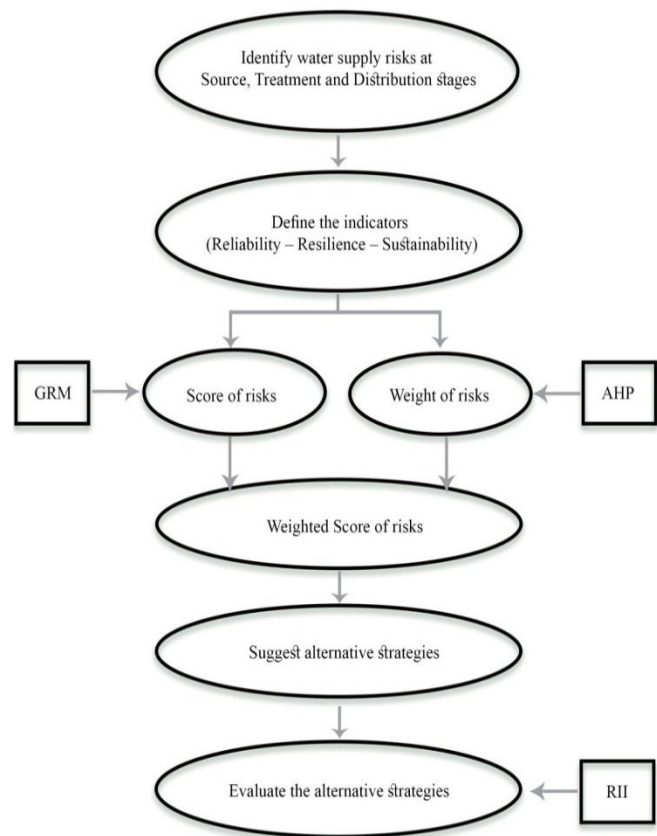 Identify water supply risks at
Source, Treatment and Distribution stages
Define the indicators
(Reliability – Resilience – Sustainability)
GRM
Score of risks
Weight of risks
AHP
Weighted Score of risks
Suggest alternative strategies
Evaluate the alternative strategies
RII